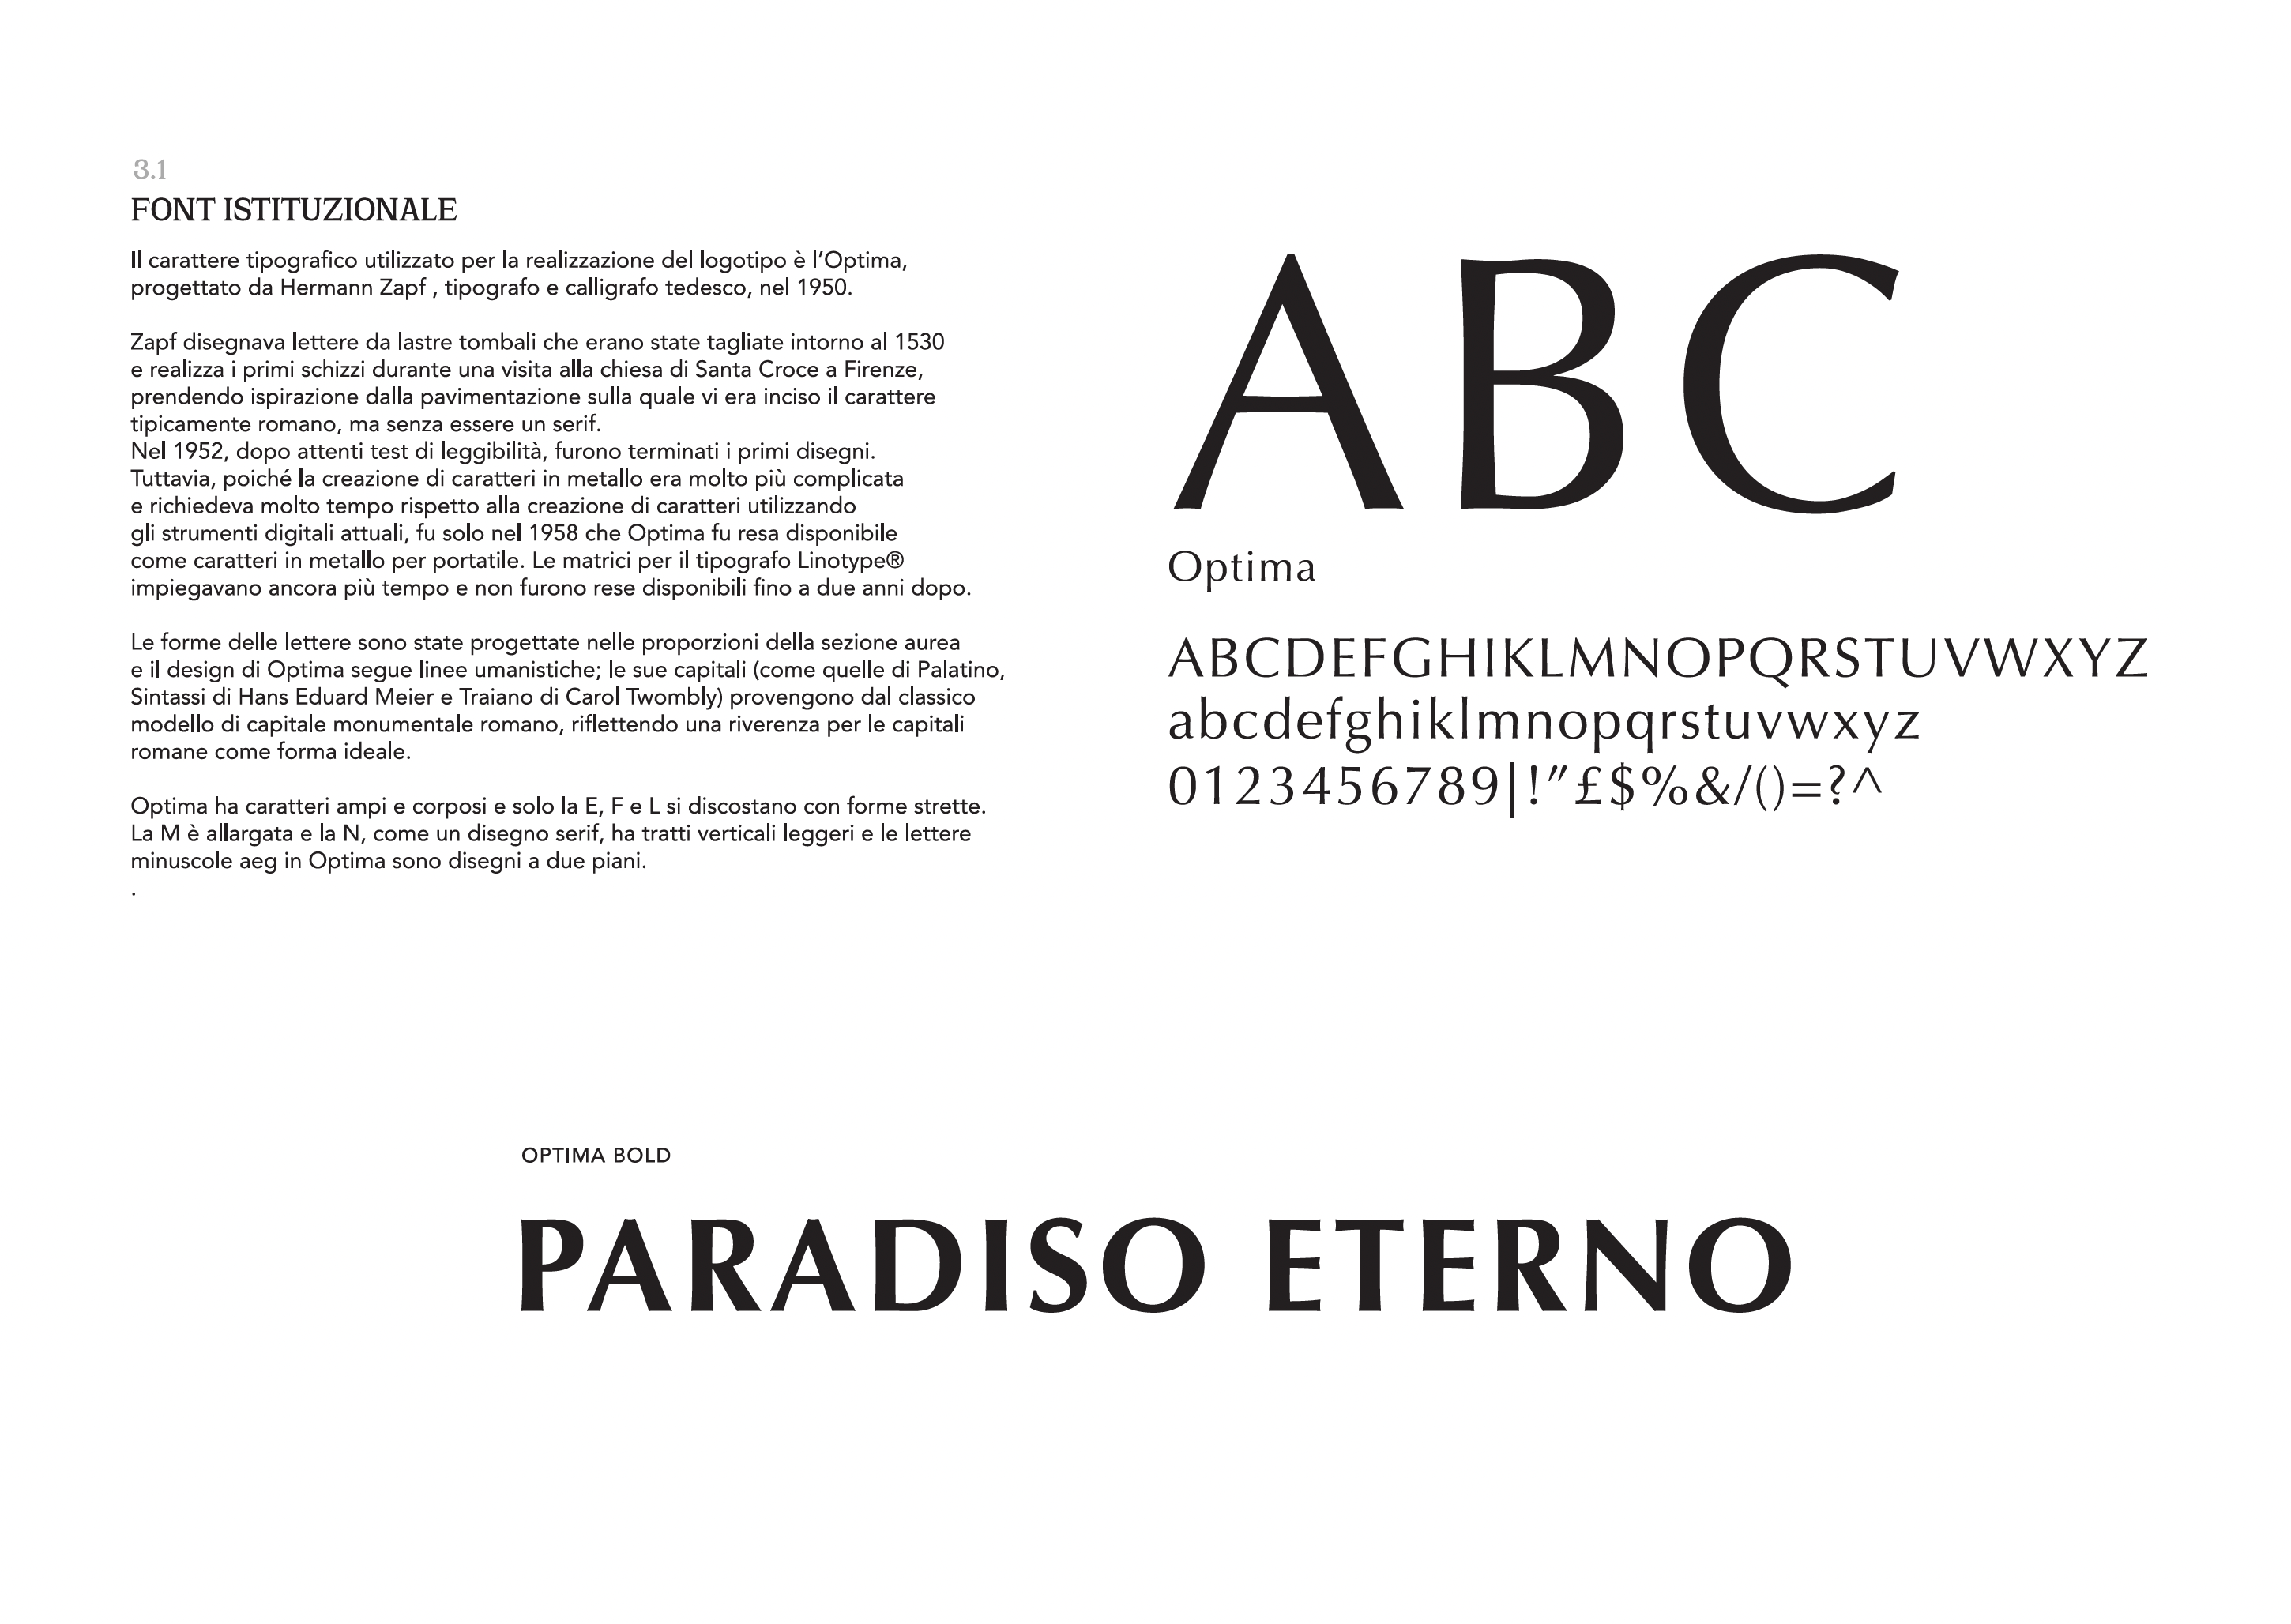 3.1
FONT ISTITUZIONALE
Il carattere tipografico utilizzato per la realizzazione del logotipo è l’Optima,
progettato da Hermann Zapf , tipografo e calligrafo tedesco, nel 1950.
Zapf disegnava lettere da lastre tombali che erano state tagliate intorno al 1530
e realizza i primi schizzi durante una visita alla chiesa di Santa Croce a Firenze,
prendendo ispirazione dalla pavimentazione sulla quale vi era inciso il carattere
tipicamente romano, ma senza essere un serif.
Nel 1952, dopo attenti test di leggibilità, furono terminati i primi disegni.
Tuttavia, poiché la creazione di caratteri in metallo era molto più complicata
e richiedeva molto tempo rispetto alla creazione di caratteri utilizzando
gli strumenti digitali attuali, fu solo nel 1958 che Optima fu resa disponibile
come caratteri in metallo per portatile. Le matrici per il tipografo Linotype®
impiegavano ancora più tempo e non furono rese disponibili fino a due anni dopo.
Le forme delle lettere sono state progettate nelle proporzioni della sezione aurea
e il design di Optima segue linee umanistiche; le sue capitali (come quelle di Palatino,
Sintassi di Hans Eduard Meier e Traiano di Carol Twombly) provengono dal classico
modello di capitale monumentale romano, riflettendo una riverenza per le capitali
romane come forma ideale.
Optima ha caratteri ampi e corposi e solo la E, F e L si discostano con forme strette.
La M è allargata e la N, come un disegno serif, ha tratti verticali leggeri e le lettere
minuscole aeg in Optima sono disegni a due piani.
.
ABC
Optima
ABCDEFGHIKLMNOPQRSTUVWXYZ
abcdefghiklmnopqrstuvwxyz
0123456789|!”£$%&/()=?^
OPTIMA BOLD
PARADISO ETERNO